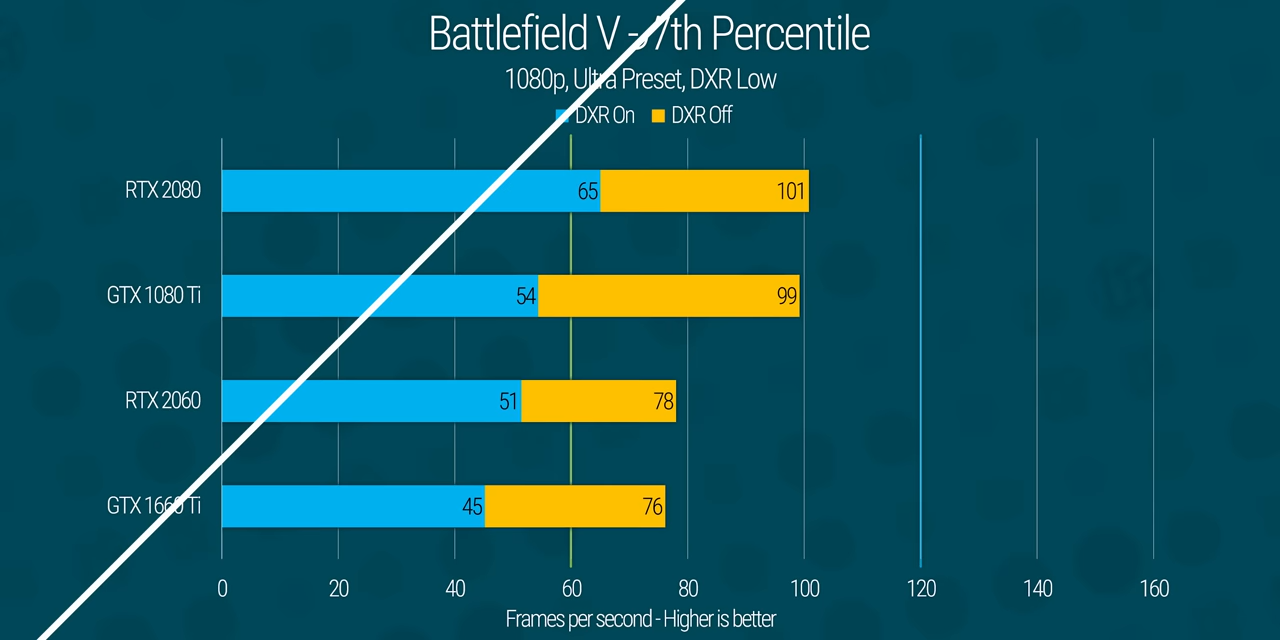 Battlefield V - 97th Percentile
1080p, Ultra Preset, DXR Low
DXR On DXR Off
RTX 2080 65 101
GTX 1080 Ti 54 99
RTX 2060 51 78
GTX 1660 Ti 45 76
0 20 40 60 80 100 120 140 160
Frames per second - Higher is better